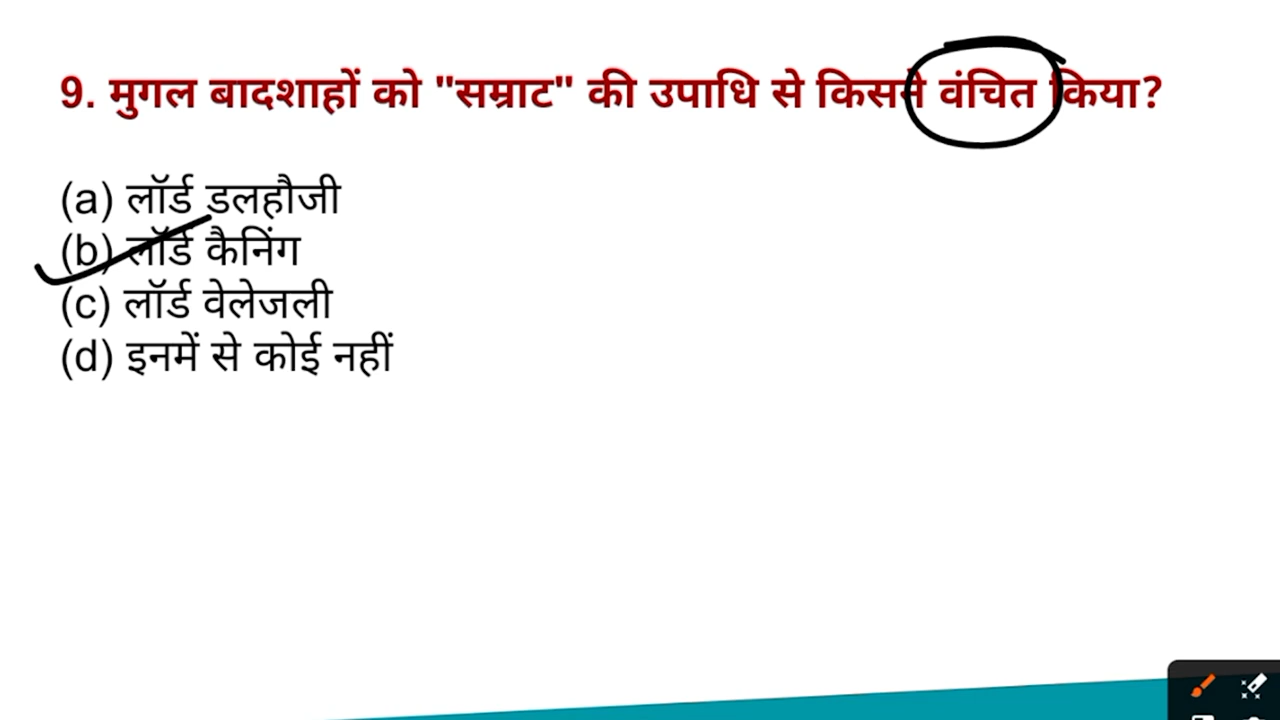 9. मुगल बादशाहों को "सम्राट" की उपाधि से किसने वंचित किया?
(a) लॉर्ड डलहौजी
(b) लॉर्ड कैनिंग
(c) लॉर्ड वेलेजली
(d) इनमें से कोई नहीं